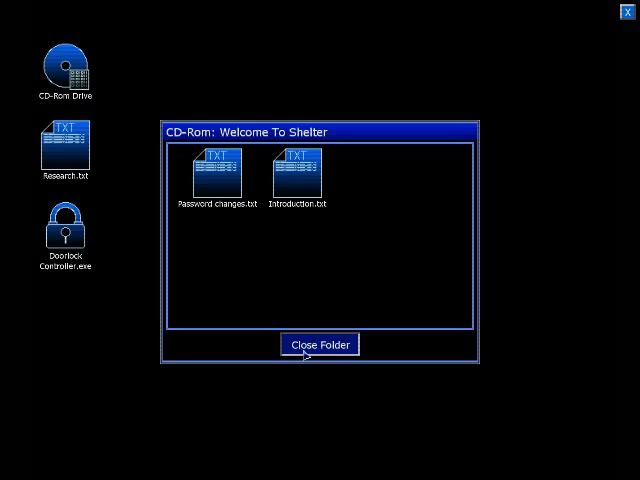 X
CD-Rom Drive
TXT
Research.txt
Doorlock
Controller.exe
CD-Rom: Welcome To Shelter
TXT
Password changes.txt
TXT
Introduction.txt
Close Folder